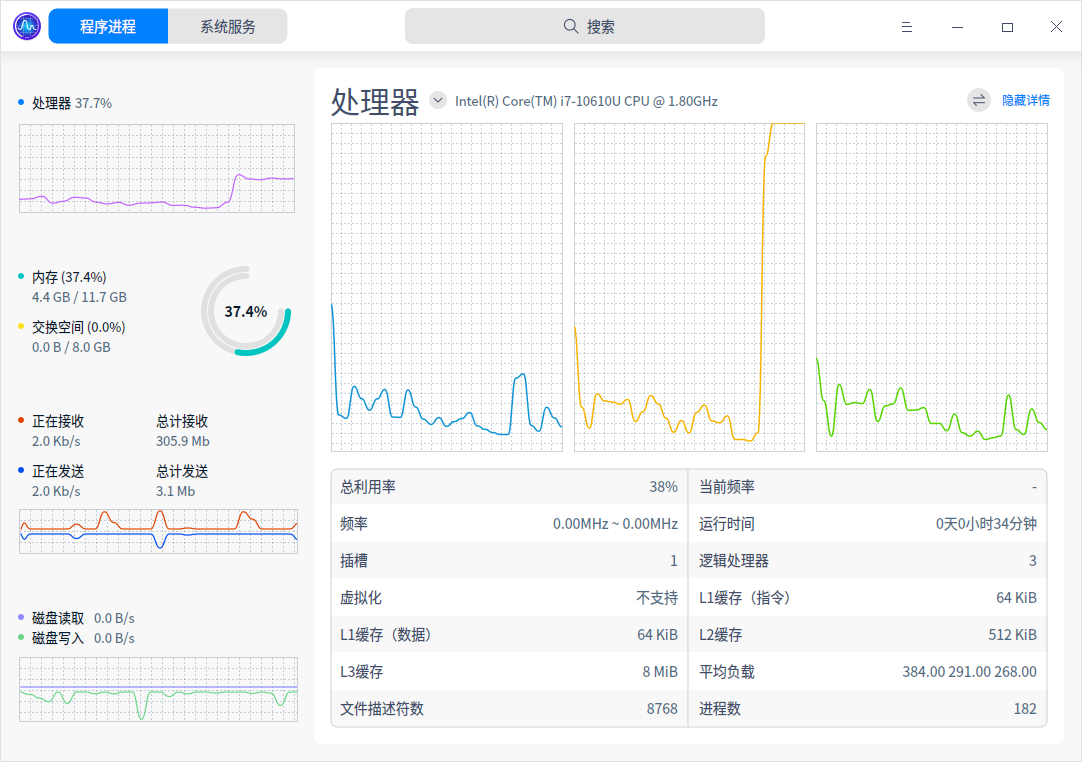 程序进程
系统服务
搜索
处理器 37.7%
内存 (37.4%)
4.4 GB / 11.7 GB
交换空间 (0.0%)
0.0 B / 8.0 GB
37.4%
正在接收
总计接收
2.0 Kb/s
305.9 Mb
正在发送
总计发送
2.0 Kb/s
3.1 Mb
磁盘读取 0.0 B/s
磁盘写入 0.0 B/s
处理器
Intel(R) Core(TM) i7-10610U CPU @ 1.80GHz
隐藏详情
总利用率 38%
当前频率 -
频率 0.00MHz ~ 0.00MHz
运行时间 0天0小时34分钟
插槽 1
逻辑处理器 3
虚拟化 不支持
L1缓存（指令） 64 KiB
L1缓存（数据） 64 KiB
L2缓存 512 KiB
L3缓存 8 MiB
平均负载 384.00 291.00 268.00
文件描述符数 8768
进程数 182